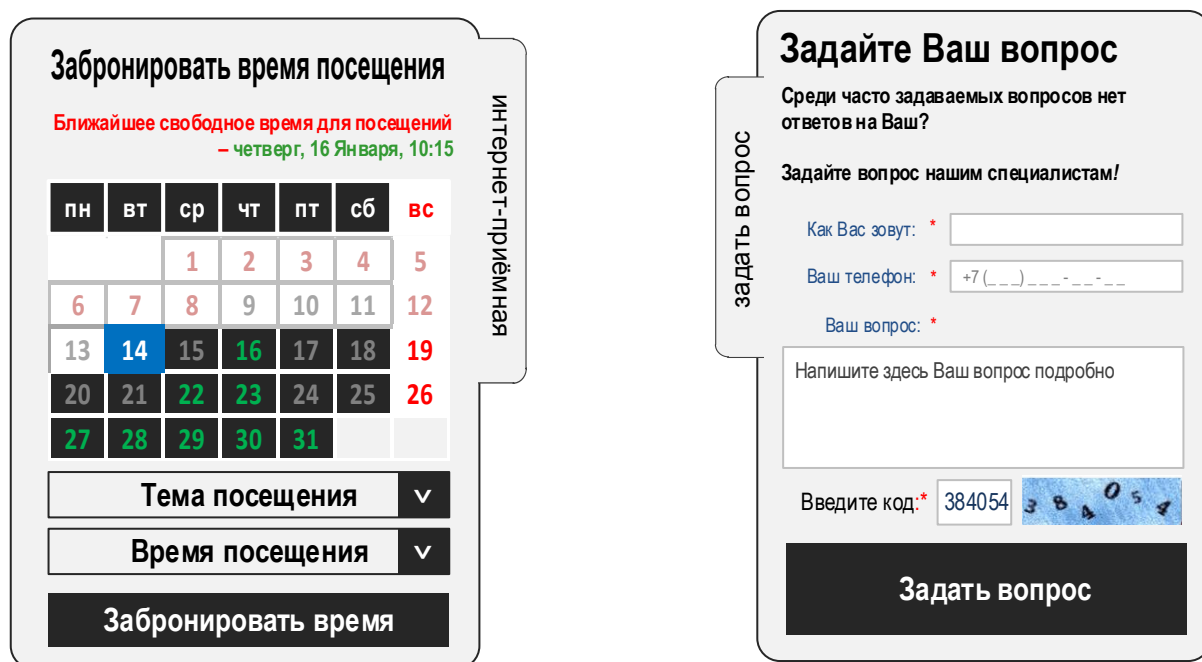 Забронировать время посещения
Ближайшее свободное время для посещений
– четверг, 16 Января, 10:15
пн вт ср чт пт сб вс
1 2 3 4 5
6 7 8 9 10 11 12
13 14 15 16 17 18 19
20 21 22 23 24 25 26
27 28 29 30 31
Тема посещения v
Время посещения v
Забронировать время
интернет-приёмная
задать вопрос
Задайте Ваш вопрос
Среди часто задаваемых вопросов нет
ответов на Ваш?
Задайте вопрос нашим специалистам!
Как Вас зовут: *
Ваш телефон: * +7 (_ _ _) _ _ _ - _ _ - _ _
Ваш вопрос: *
Напишите здесь Ваш вопрос подробно
Введите код:* 384054 384054
Задать вопрос